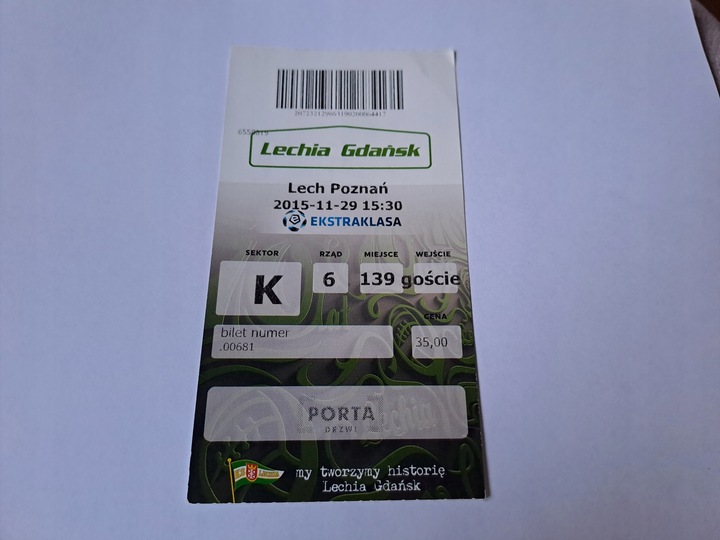 6550819
Lechia Gdańsk
Lech Poznań
2015-11-29 15:30
EKSTRAKLASA
SEKTOR RZĄD MIEJSCE WEJŚCIE
K 6 139 goście
CENA
bilet numer
.00681
35,00
PORTA
DRZWI
my tworzymy historię
Lechia Gdańsk